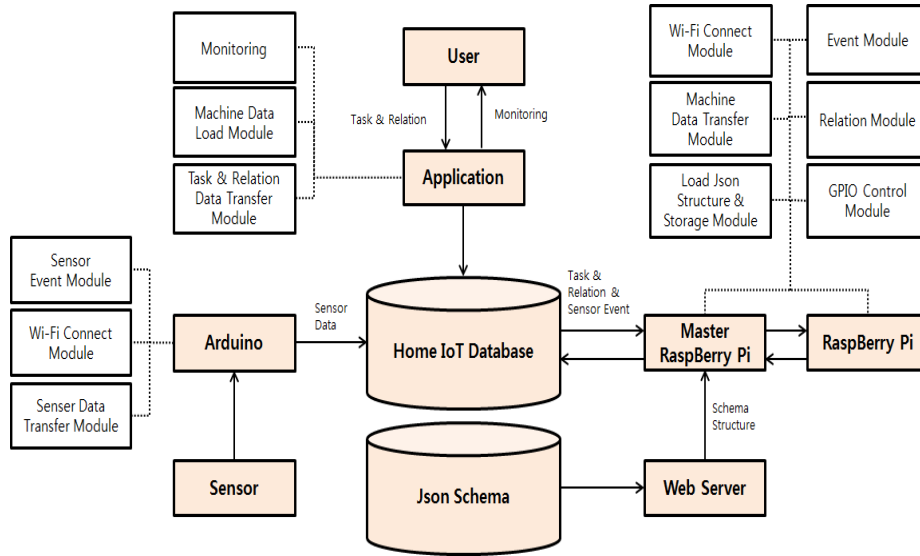 Monitoring
Machine Data
Load Module
Task & Relation
Data Transfer
Module
User
Task & Relation
Monitoring
Application
Wi-Fi Connect
Module
Event Module
Machine
Data Transfer
Module
Relation Module
Load Json
Structure &
Storage Module
GPIO Control
Module
Sensor
Event Module
Wi-Fi Connect
Module
Senser Data
Transfer Module
Arduino
Sensor
Data
Home IoT Database
Task &
Relation &
Sensor Event
Master
RaspBerry Pi
RaspBerry Pi
Schema
Structure
Sensor
Json Schema
Web Server